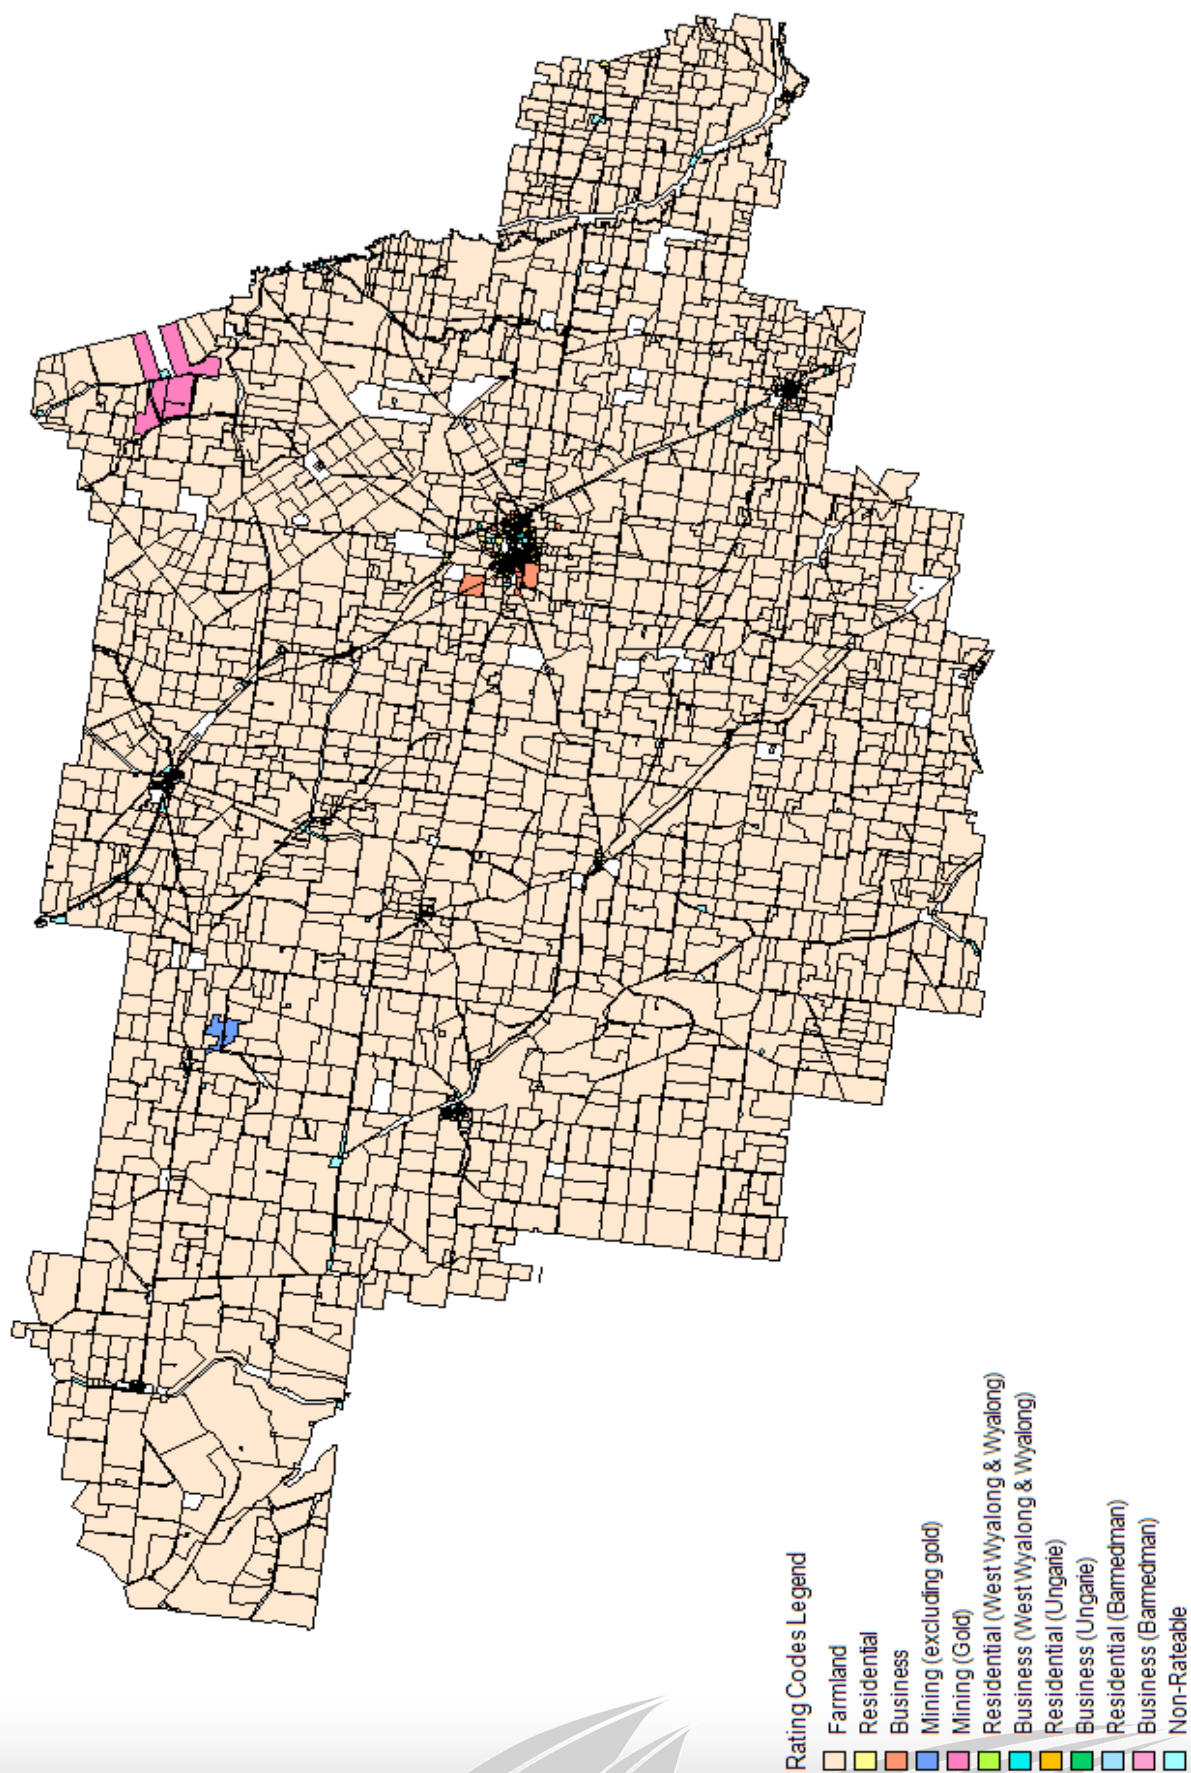 Rating Codes Legend
Farmland
Residential
Business
Mining (excluding gold)
Mining (Gold)
Residential (West Wyalong & Wyalong)
Business (West Wyalong & Wyalong)
Residential (Ungarie)
Business (Ungarie)
Residential (Barmedman)
Business (Barmedman)
Non-Rateable